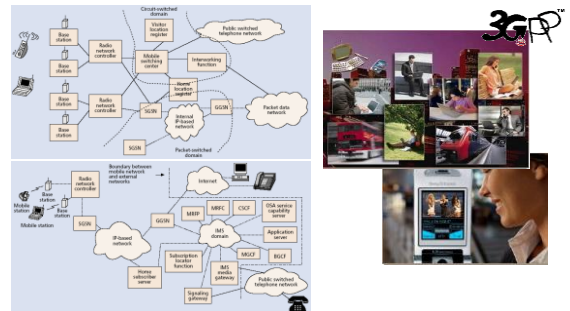 Circuit-switched
domain
Visitor
location
register
Public switched
telephone network
Base
station
Radio
network
controller
Mobile
switching
center
Interworking
function
Base
station
Home
location
register
Base
station
Radio
network
controller
SGSN
GGSN
Packet data
network
Internal
IP-based
network
Base
station
SGSN
Packet-switched
domain
3GPP
Radio
network
controller
Boundary between
mobile network
and external
networks
Internet
Mobile
station
Base
station
Base
station
Mobile station
SGSN
IP-based
network
GGSN
MRFP
MRFC
CSCF
OSA service
capability
server
IMS
domain
Application
server
Subscription
locator
function
MGCF
BGCF
Home
subscriber
server
IMS
media
gateway
Public switched
telephone network
Signaling
gateway